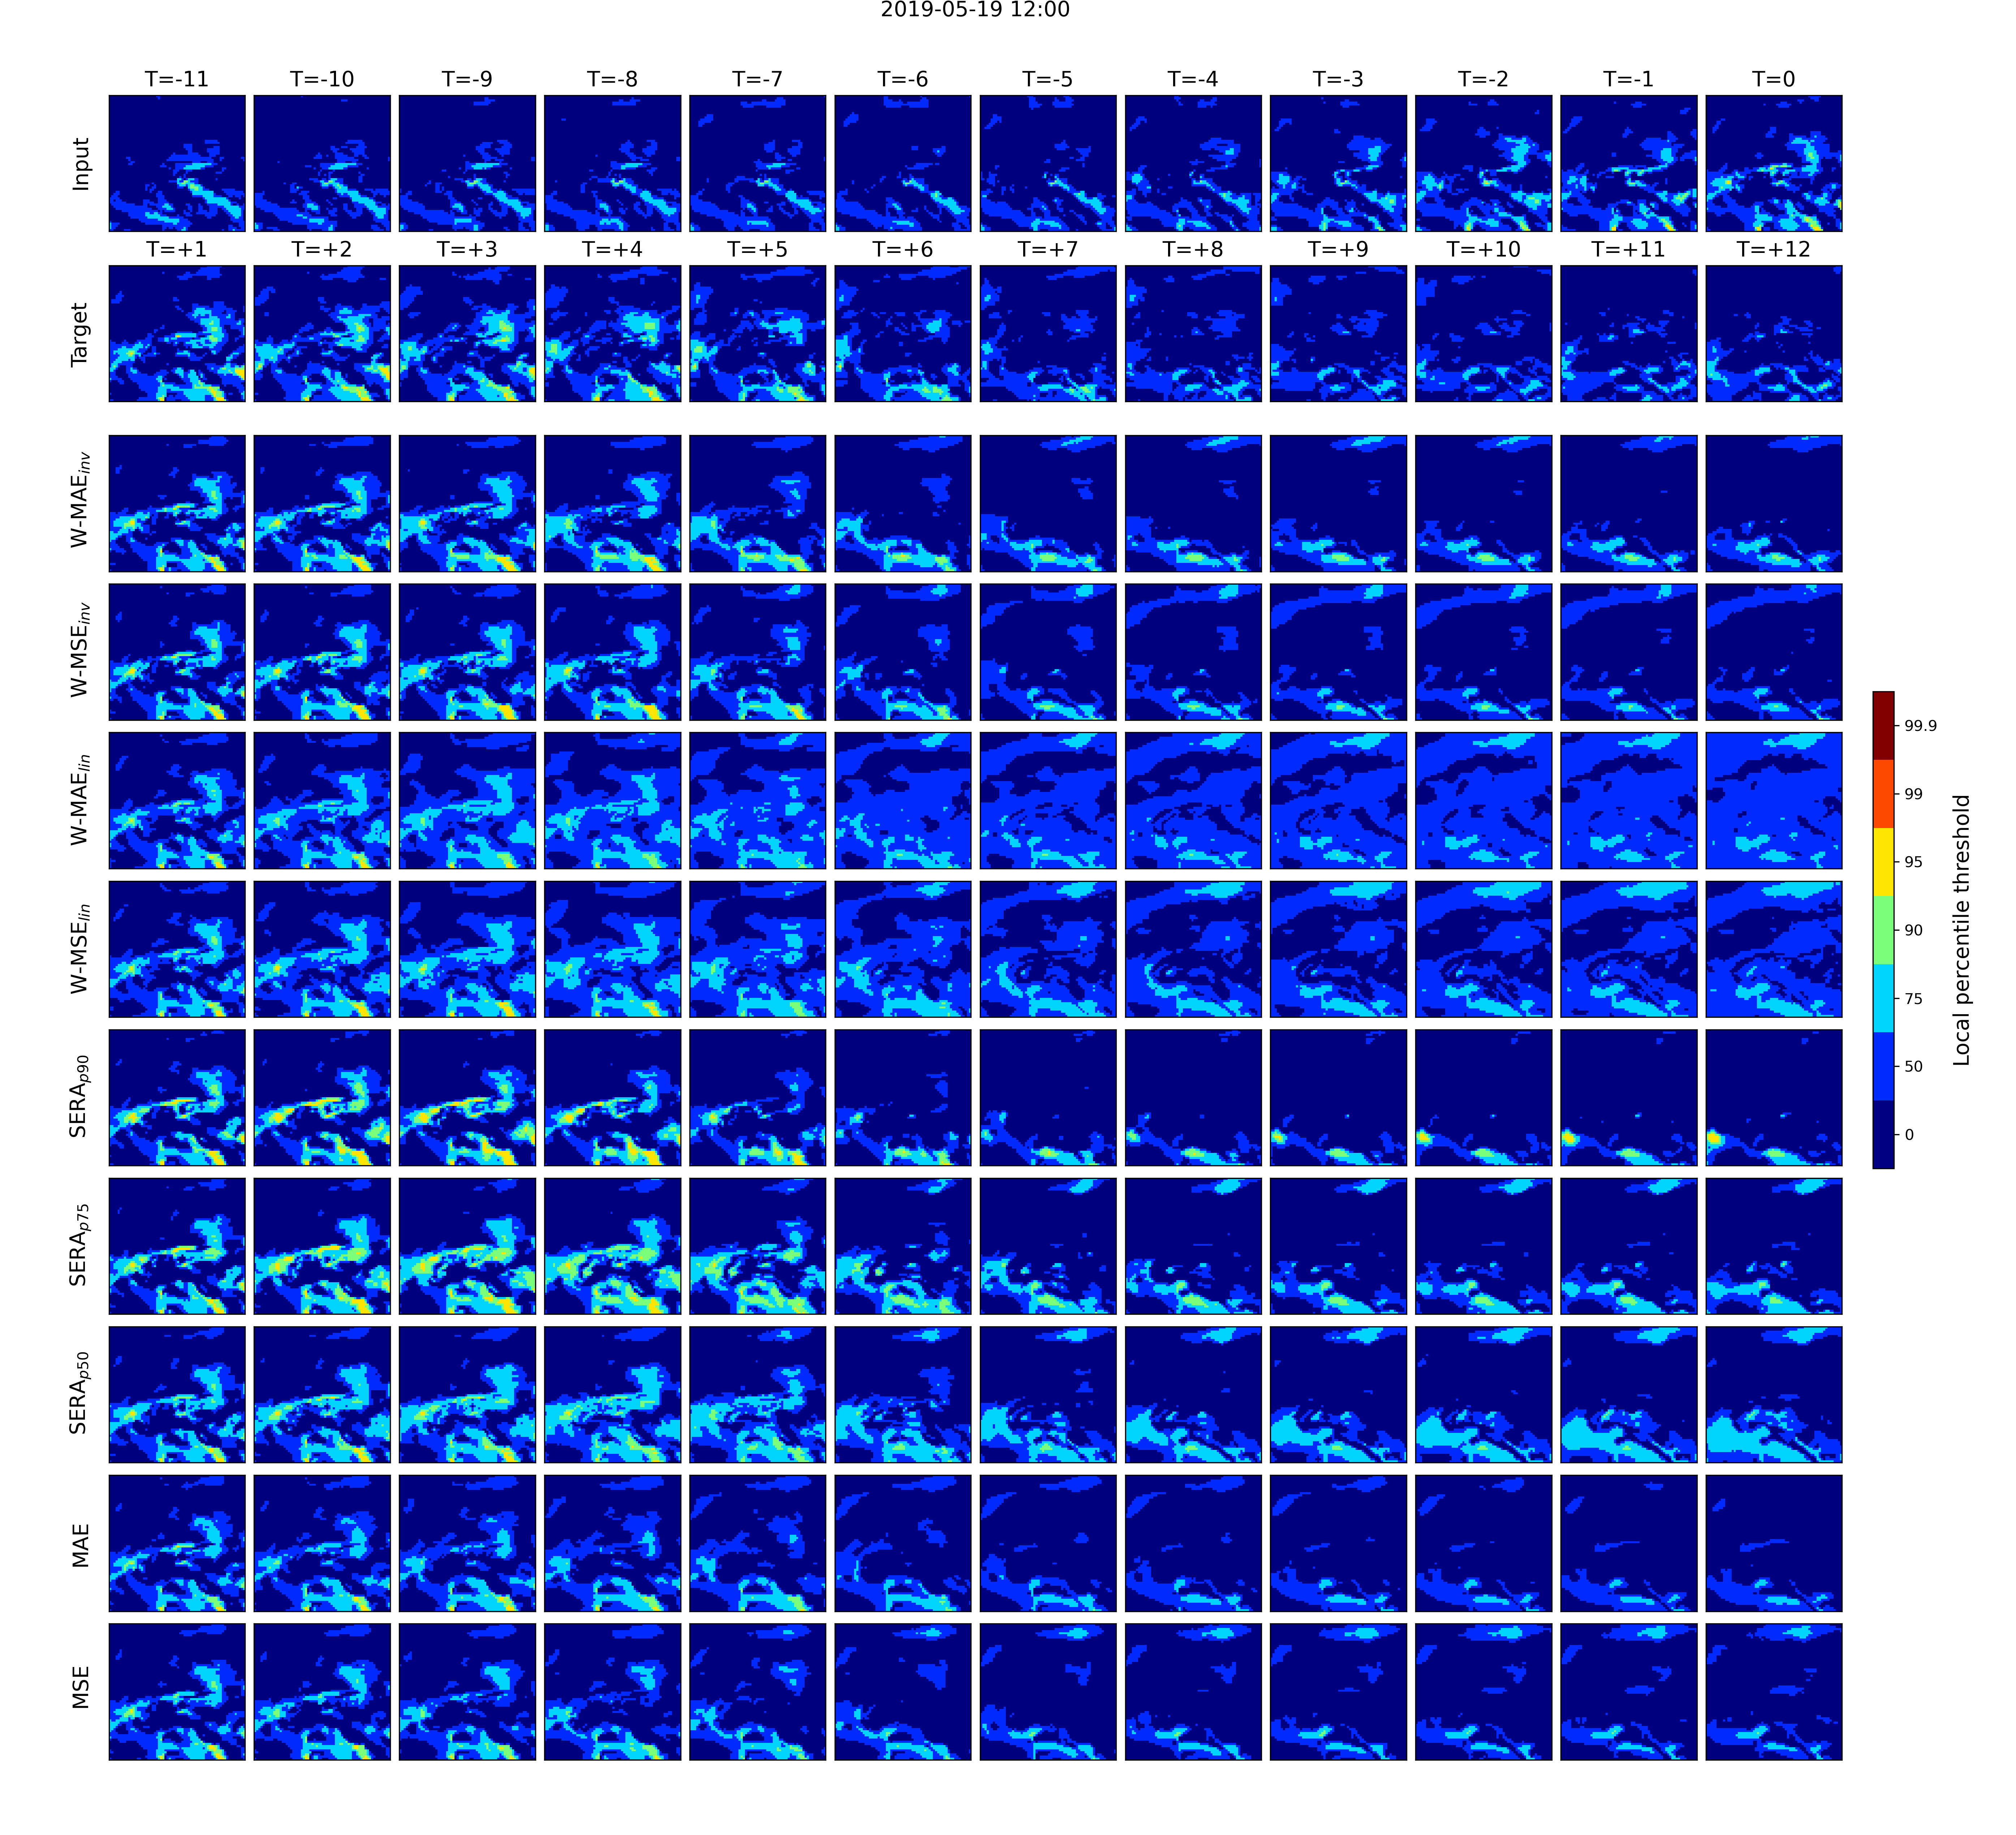 2019-05-19 12:00
T=-11 T=-10 T=-9 T=-8 T=-7 T=-6 T=-5 T=-4 T=-3 T=-2 T=-1 T=0
Input
T=+1 T=+2 T=+3 T=+4 T=+5 T=+6 T=+7 T=+8 T=+9 T=+10 T=+11 T=+12
Target
W-MAEinv
W-MSEinv
W-MAElin
W-MSElin
SERAp90
SERAp75
SERAp50
MAE
MSE
99.9
99
95
90
75
50
0
Local percentile threshold